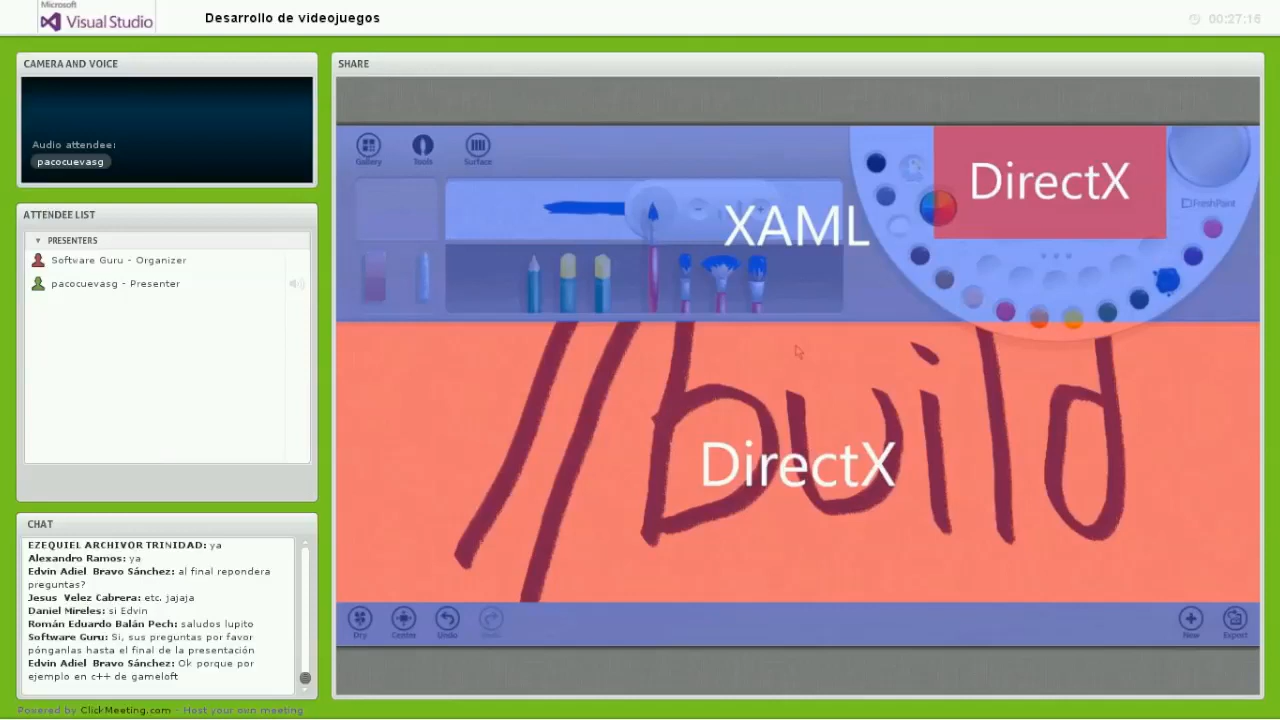 Microsoft
Visual Studio
Desarrollo de videojuegos
00:27:16
CAMERA AND VOICE
Audio attendee:
pacocuevasg
ATTENDEE LIST
PRESENTERS
Software Guru - Organizer
pacocuevasg - Presenter
CHAT
EZEQUIEL ARCHIVOR TRINIDAD: ya
Alexandro Ramos: ya
Edvin Adiel Bravo Sánchez: al final repondera
preguntas?
Jesus Velez Cabrera: etc. jajaja
Daniel Mireles: si Edvin
Román Eduardo Balán Pech: saludos lupito
Software Guru: Si, sus preguntas por favor
pónganlas hasta el final de la presentación
Edvin Adiel Bravo Sánchez: Ok porque por
ejemplo en c++ de gameloft
SHARE
Gallery
Tools
Surface
XAML
DirectX
FreshPaint
//build
DirectX
Dry
Centre
Undo
New
Export
Powered by ClickMeeting.com - Host your own meeting